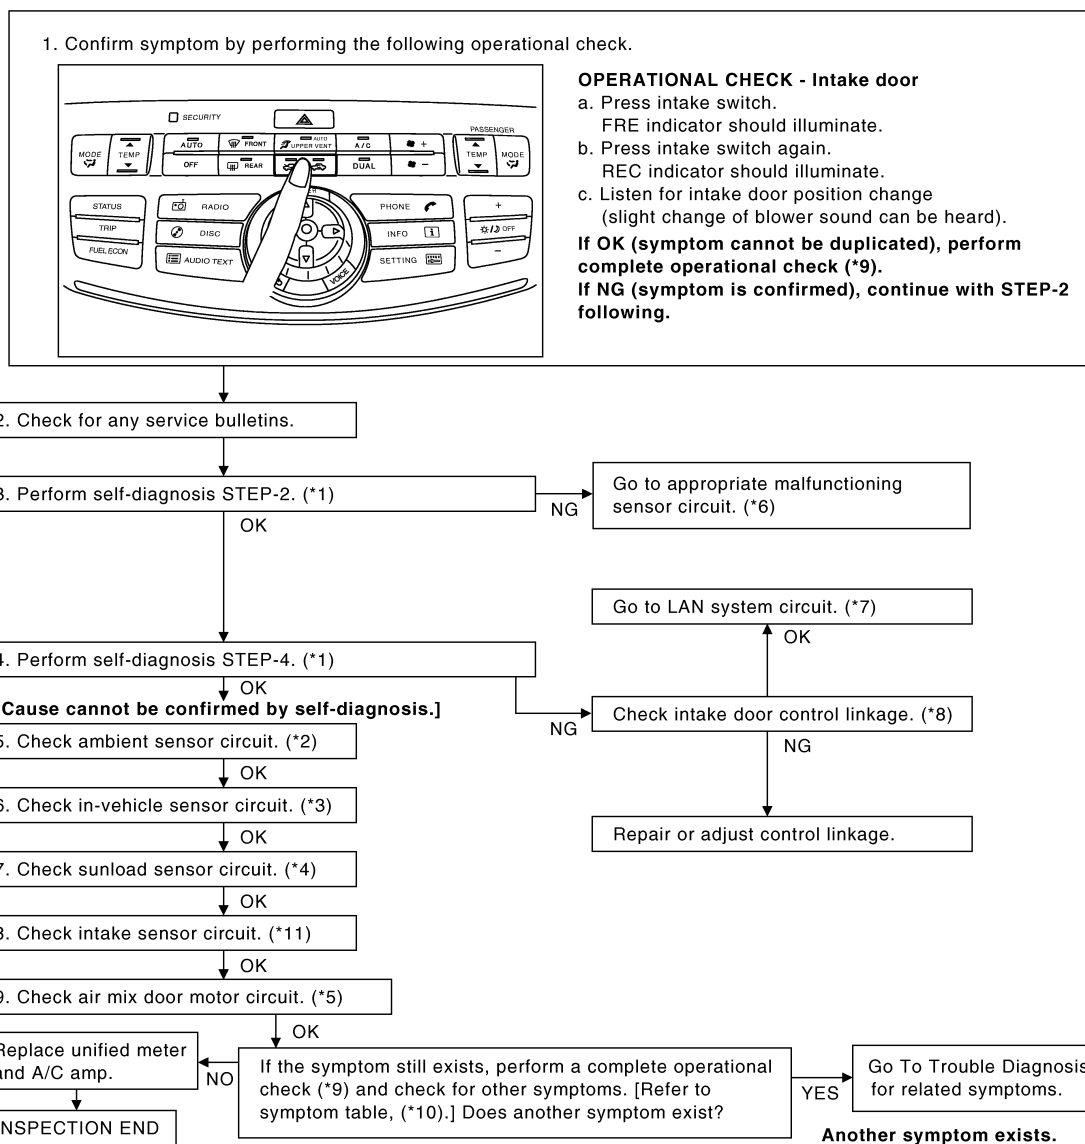 1. Confirm symptom by performing the following operational check.
SECURITY
PASSENGER
MODE
TEMP
AUTO
FRONT
AUTO
UPPER VENT
A/C
+
TEMP
MODE
OFF
REAR
DUAL
−
STATUS
TRIP
FUEL ECON
RADIO
DISC
AUDIO TEXT
VOICE
PHONE
INFO
SETTING
+
OFF
−
OPERATIONAL CHECK - Intake door
a. Press intake switch.
FRE indicator should illuminate.
b. Press intake switch again.
REC indicator should illuminate.
c. Listen for intake door position change
(slight change of blower sound can be heard).
If OK (symptom cannot be duplicated), perform
complete operational check (*9).
If NG (symptom is confirmed), continue with STEP-2
following.
2. Check for any service bulletins.
3. Perform self-diagnosis STEP-2. (*1)
NG
Go to appropriate malfunctioning
sensor circuit. (*6)
OK
Go to LAN system circuit. (*7)
OK
4. Perform self-diagnosis STEP-4. (*1)
OK
Cause cannot be confirmed by self-diagnosis.]
NG
Check intake door control linkage. (*8)
NG
Repair or adjust control linkage.
5. Check ambient sensor circuit. (*2)
OK
6. Check in-vehicle sensor circuit. (*3)
OK
7. Check sunload sensor circuit. (*4)
OK
8. Check intake sensor circuit. (*11)
OK
9. Check air mix door motor circuit. (*5)
OK
Replace unified meter
and A/C amp.
NO
If the symptom still exists, perform a complete operational
check (*9) and check for other symptoms. [Refer to
symptom table, (*10).] Does another symptom exist?
YES
Go To Trouble Diagnosis
for related symptoms.
INSPECTION END
Another symptom exists.